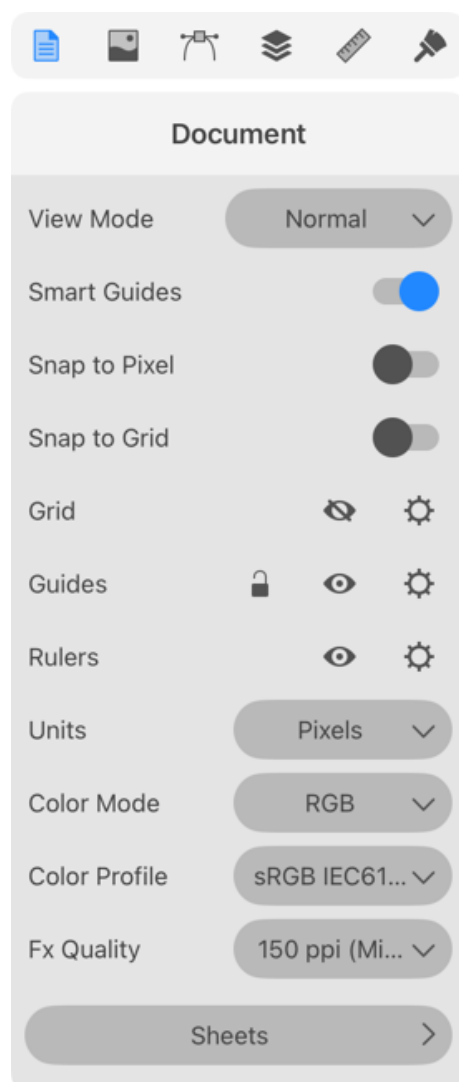 Document
View Mode Normal
Smart Guides
Snap to Pixel
Snap to Grid
Grid
Guides
Rulers
Units Pixels
Color Mode RGB
Color Profile sRGB IEC61...
Fx Quality 150 ppi (Mi...
Sheets